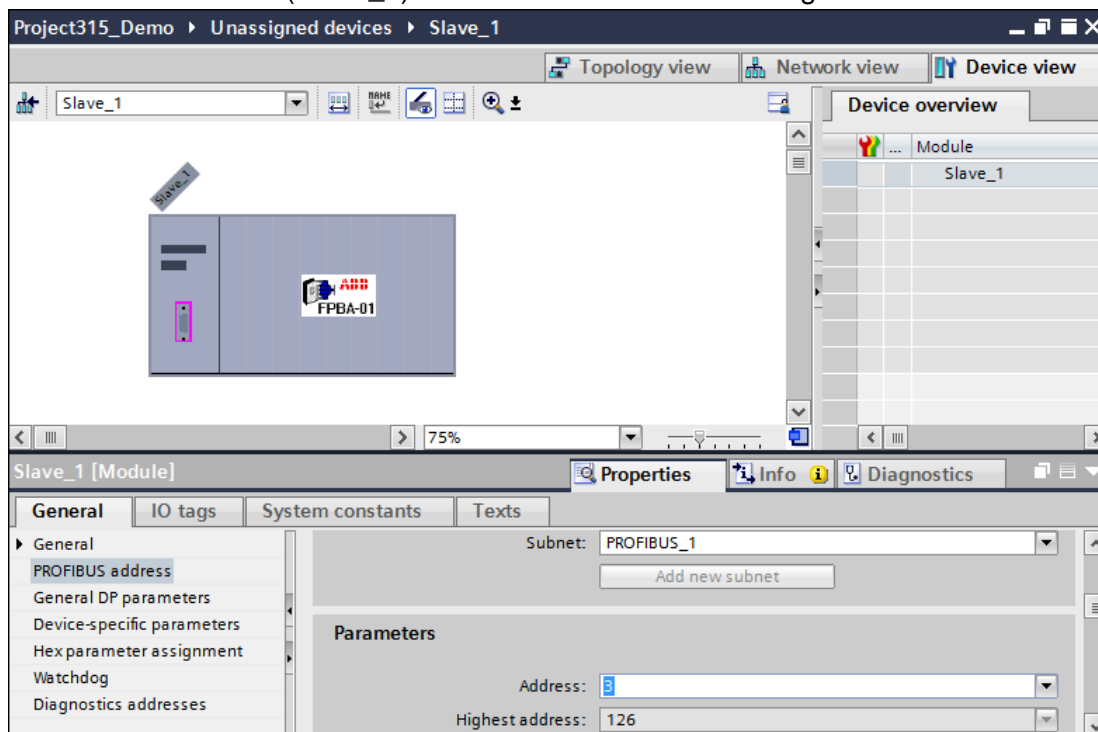 Project315_Demo ▸ Unassigned devices ▸ Slave_1
Topology view Network view Device view
Slave_1 NAME ± Device overview
... Module
Slave_1
Slave_1
ABB
FPBA-01
75%
Slave_1 [Module] Properties Info Diagnostics
General IO tags System constants Texts
General
PROFIBUS address
General DP parameters
Device-specific parameters
Hex parameter assignment
Watchdog
Diagnostics addresses
Subnet: PROFIBUS_1
Add new subnet
Parameters
Address: 3
Highest address: 126